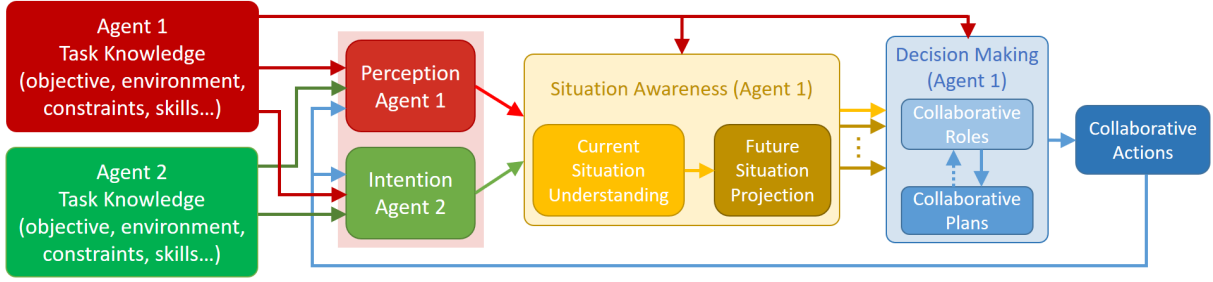 Agent 1
Task Knowledge
(objective, environment,
constraints, skills...)
Agent 2
Task Knowledge
(objective, environment,
constraints, skills...)
Perception
Agent 1
Intention
Agent 2
Situation Awareness (Agent 1)
Current
Situation
Understanding
Future
Situation
Projection
Decision Making
(Agent 1)
Collaborative
Roles
Collaborative
Plans
Collaborative
Actions